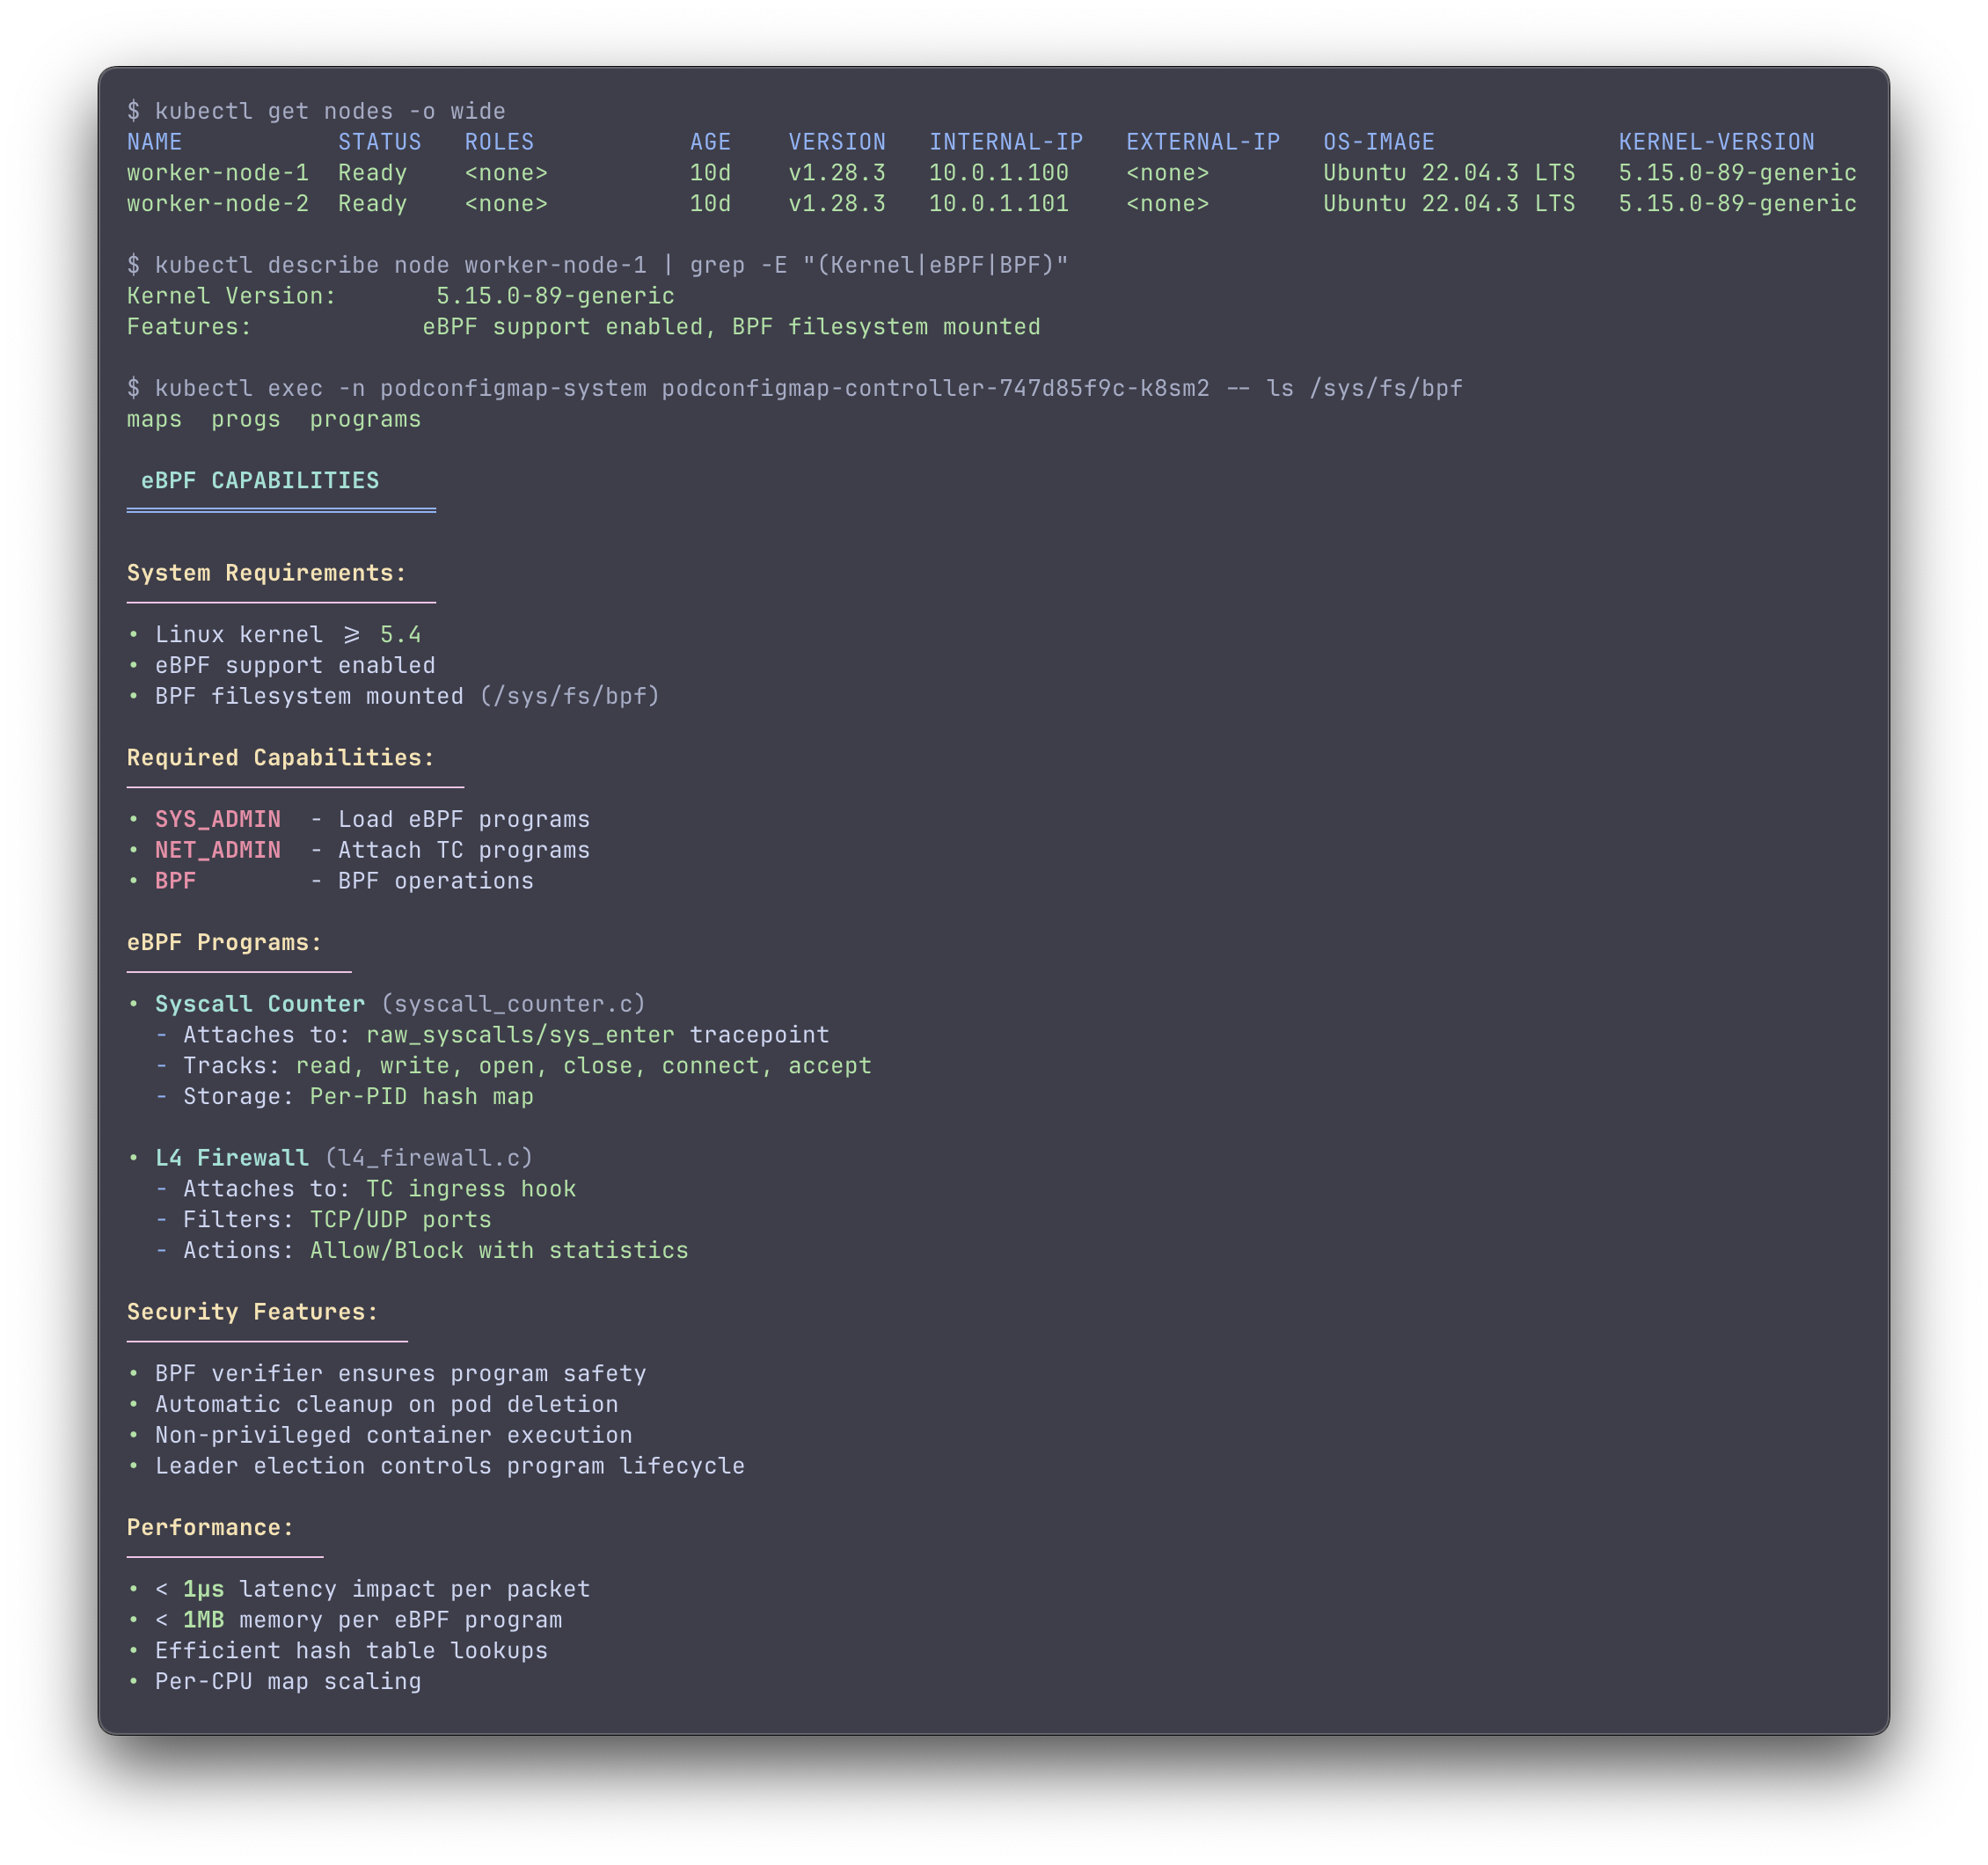 $ kubectl get nodes -o wide
NAME           STATUS   ROLES           AGE    VERSION   INTERNAL-IP   EXTERNAL-IP   OS-IMAGE             KERNEL-VERSION
worker-node-1  Ready    <none>          10d    v1.28.3   10.0.1.100    <none>        Ubuntu 22.04.3 LTS   5.15.0-89-generic
worker-node-2  Ready    <none>          10d    v1.28.3   10.0.1.101    <none>        Ubuntu 22.04.3 LTS   5.15.0-89-generic
$ kubectl describe node worker-node-1 | grep -E "(Kernel|eBPF|BPF)"
Kernel Version:       5.15.0-89-generic
Features:            eBPF support enabled, BPF filesystem mounted
$ kubectl exec -n podconfigmap-system podconfigmap-controller-747d85f9c-k8sm2 -- ls /sys/fs/bpf
maps  progs  programs
eBPF CAPABILITIES
System Requirements:
• Linux kernel ≥ 5.4
• eBPF support enabled
• BPF filesystem mounted (/sys/fs/bpf)
Required Capabilities:
• SYS_ADMIN  - Load eBPF programs
• NET_ADMIN  - Attach TC programs
• BPF        - BPF operations
eBPF Programs:
• Syscall Counter (syscall_counter.c)
  - Attaches to: raw_syscalls/sys_enter tracepoint
  - Tracks: read, write, open, close, connect, accept
  - Storage: Per-PID hash map
• L4 Firewall (l4_firewall.c)
  - Attaches to: TC ingress hook
  - Filters: TCP/UDP ports
  - Actions: Allow/Block with statistics
Security Features:
• BPF verifier ensures program safety
• Automatic cleanup on pod deletion
• Non-privileged container execution
• Leader election controls program lifecycle
Performance:
• < 1μs latency impact per packet
• < 1MB memory per eBPF program
• Efficient hash table lookups
• Per-CPU map scaling